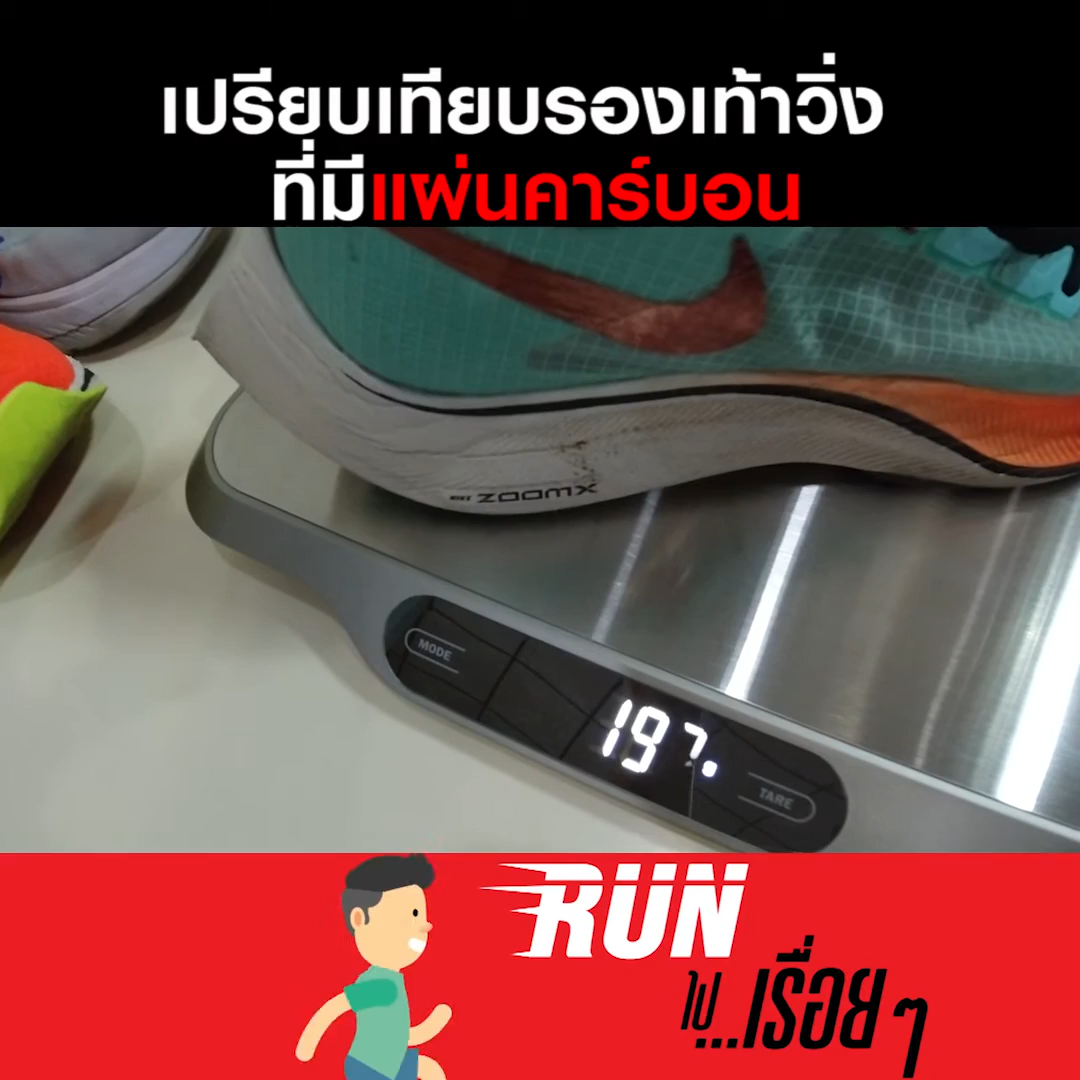 เปรียบเทียบรองเท้าวิ่ง
ที่มีแผ่นคาร์บอน
ZOOMX
MODE
197.
TARE
RUN
ไป...เรื่อย ๆ